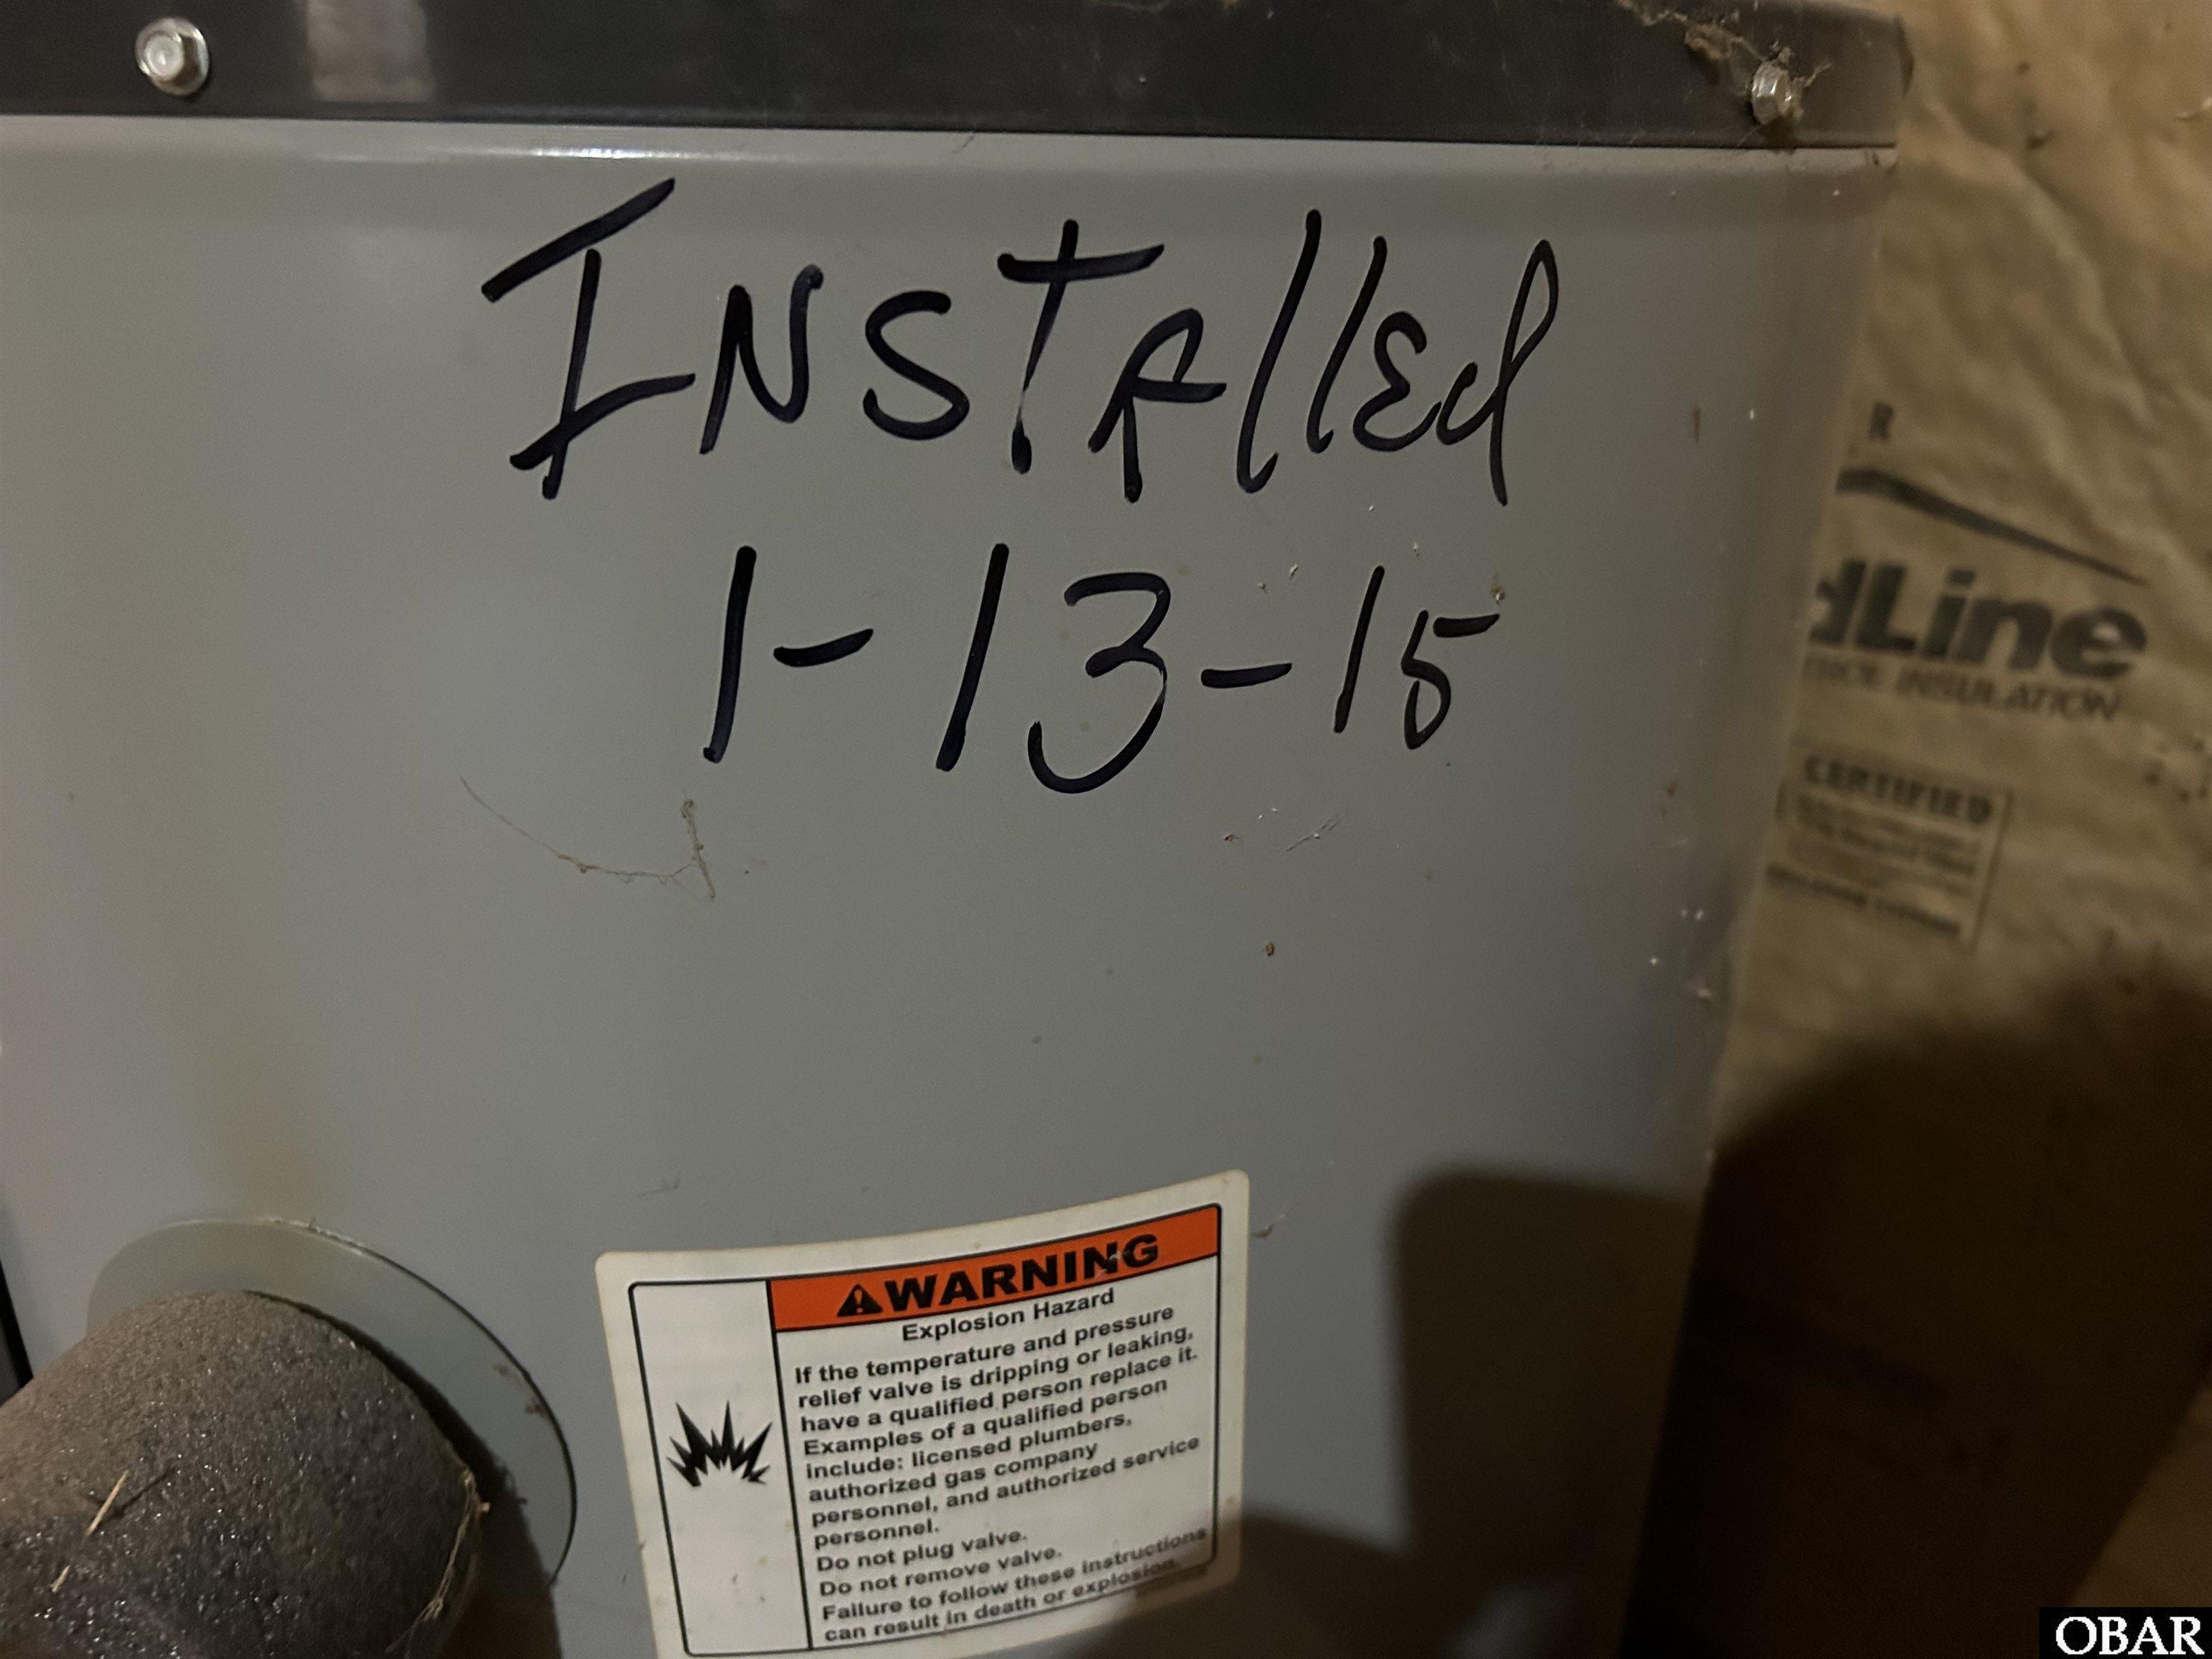 INSTAllEd
1-13-15
R
dLine
INSULATION
CERTIFIED
⚠WARNING
Explosion Hazard
If the temperature and pressure
relief valve is dripping or leaking,
have a qualified person replace it.
Examples of a qualified person
include: licensed plumbers,
authorized gas company
personnel, and authorized service
personnel.
Do not plug valve.
Do not remove valve.
Failure to follow these instructions
can result in death or explosion.
OBAR